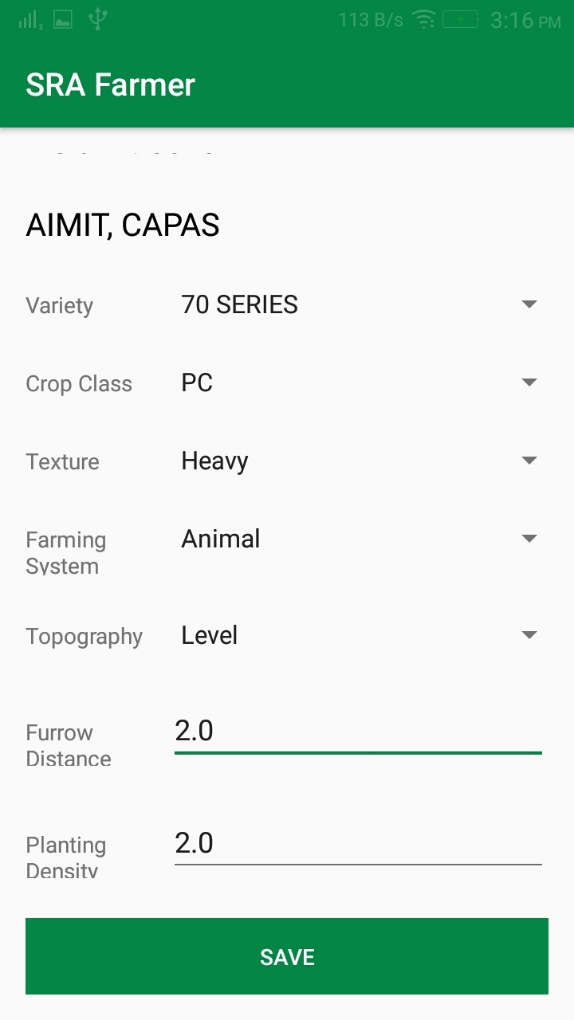 113 B/s 3:16 PM
SRA Farmer
AIMIT, CAPAS
Variety 70 SERIES
Crop Class PC
Texture Heavy
Farming Animal
System
Topography Level
Furrow 2.0
Distance
Planting 2.0
Density
SAVE